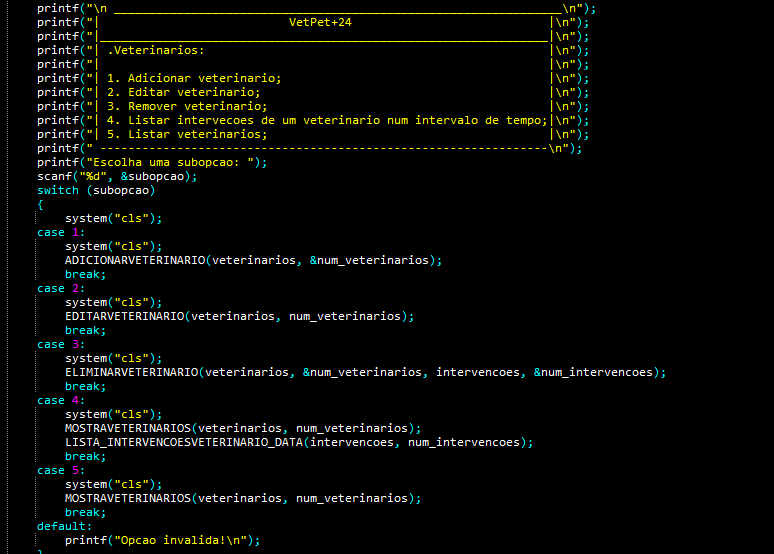 printf("\n ________________________________________________________________\n");
printf("|                           VetPet+24                            |\n");
printf("|________________________________________________________________|\n");
printf("| .Veterinarios:                                                 |\n");
printf("|                                                                |\n");
printf("| 1. Adicionar veterinario;                                      |\n");
printf("| 2. Editar veterinario;                                         |\n");
printf("| 3. Remover veterinario;                                        |\n");
printf("| 4. Listar intervecoes de um veterinario num intervalo de tempo;|\n");
printf("| 5. Listar veterinarios;                                        |\n");
printf(" ----------------------------------------------------------------\n");
printf("Escolha uma subopcao: ");
scanf("%d", &subopcao);
switch (subopcao)
{
    system("cls");
case 1:
    system("cls");
    ADICIONARVETERINARIO(veterinarios, &num_veterinarios);
    break;
case 2:
    system("cls");
    EDITARVETERINARIO(veterinarios, num_veterinarios);
    break;
case 3:
    system("cls");
    ELIMINARVETERINARIO(veterinarios, &num_veterinarios, intervencoes, &num_intervencoes);
    break;
case 4:
    system("cls");
    MOSTRAVETERINARIOS(veterinarios, num_veterinarios);
    LISTA_INTERVENCOESVETERINARIO_DATA(intervencoes, num_intervencoes);
    break;
case 5:
    system("cls");
    MOSTRAVETERINARIOS(veterinarios, num_veterinarios);
    break;
default:
    printf("Opcao invalida!\n");
}